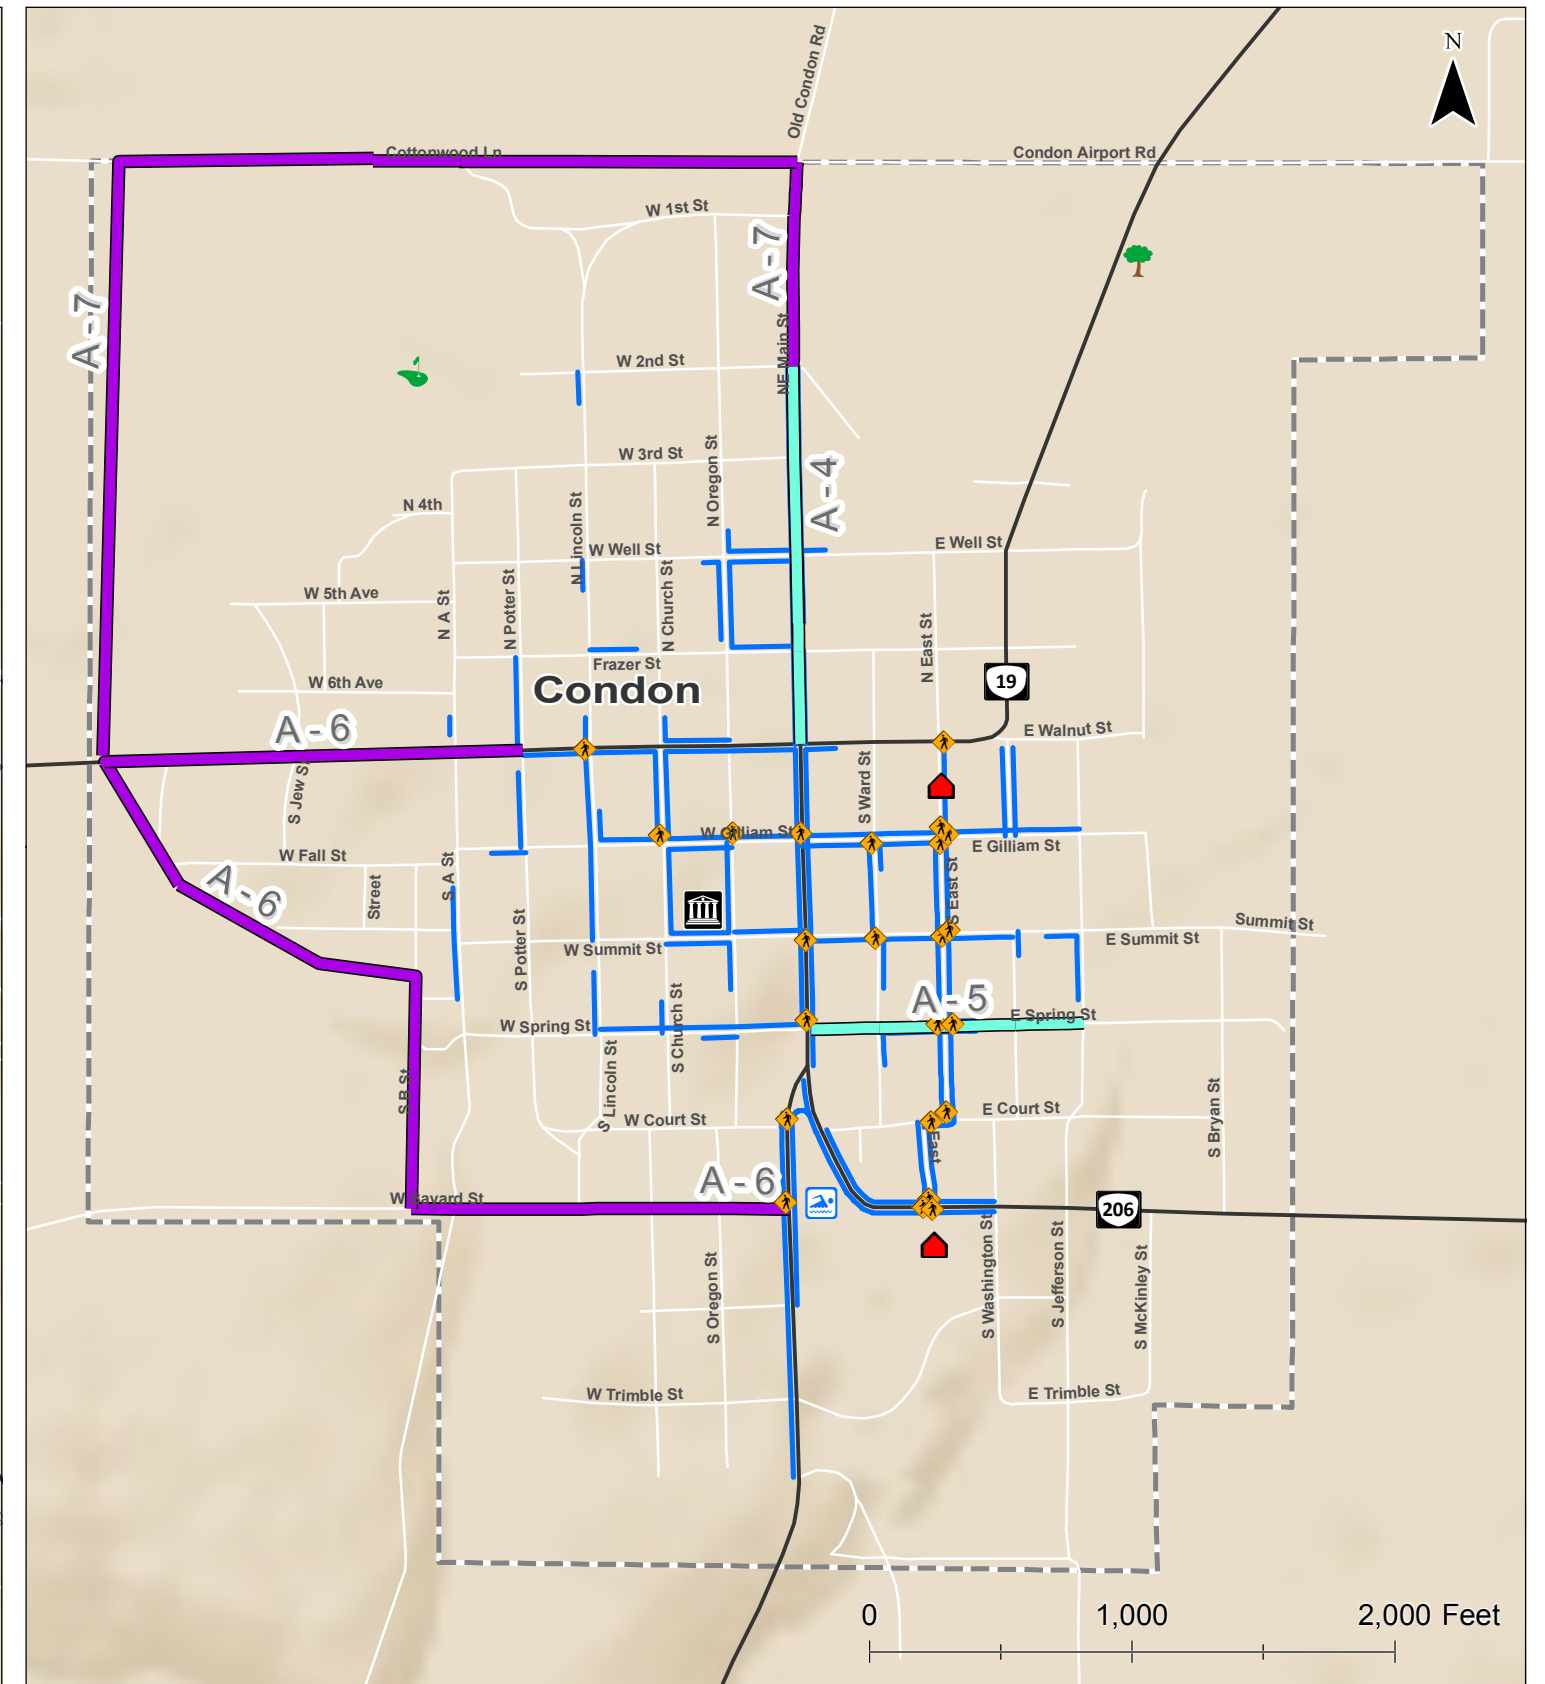 N
Old Condon Rd
Cottonwood Ln
Condon Airport Rd
W 1st St
A - 7
A - 7
NE Main St
W 2nd St
W 3rd St
N Oregon St
A - 4
N 4th
N Lincoln St
W Well St
E Well St
W 5th Ave
N A St
N Potter St
N Church St
N East St
Frazer St
W 6th Ave
Condon
19
A - 6
E Walnut St
S Jew St
S Ward St
W Gilliam St
E Gilliam St
W Fall St
A - 6
Street
S A St
S East St
S Potter St
W Summit St
E Summit St
Summit St
A - 5
W Spring St
E Spring St
S Church St
S Lincoln St
S B St
W Court St
E Court St
East
S Bryan St
A - 6
W Bayard St
206
S Oregon St
S Washington St
S Jefferson St
S McKinley St
W Trimble St
E Trimble St
0 1,000 2,000 Feet